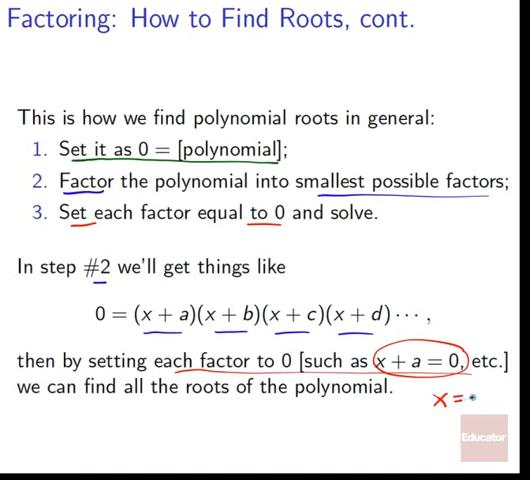 Factoring: How to Find Roots, cont.
This is how we find polynomial roots in general:
1. Set it as 0 = [polynomial];
2. Factor the polynomial into smallest possible factors;
3. Set each factor equal to 0 and solve.
In step #2 we'll get things like
0 = (x + a)(x + b)(x + c)(x + d) · · · ,
then by setting each factor to 0 [such as x + a = 0, etc.]
we can find all the roots of the polynomial.
x =
Educator